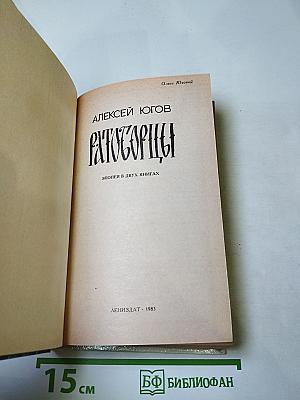 АЛЕКСЕЙ ЮГОВ
РАТОБОРЦЫ
ЭПОПЕЯ В ДВУХ КНИГАХ
ЛЕНИЗДАТ · 1983
15 см
БФ БИБЛИОФАН